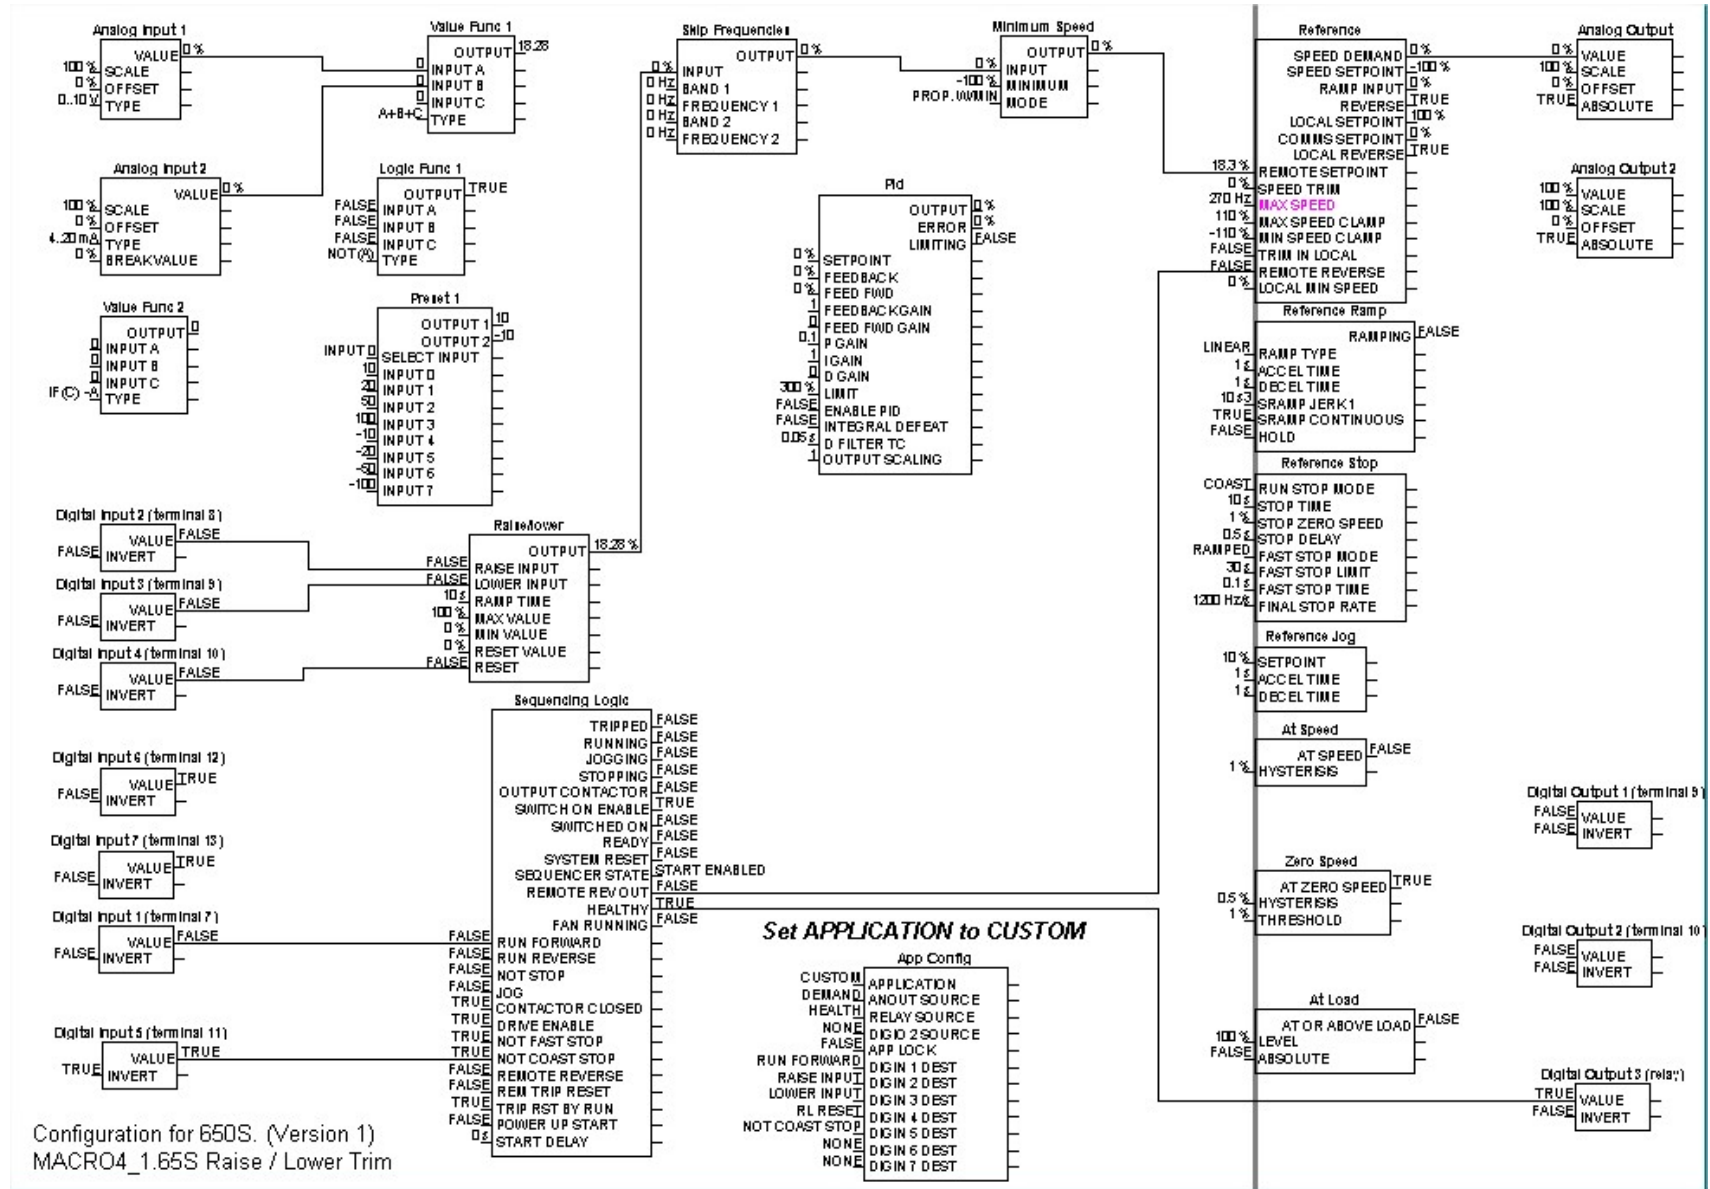 Analog Input 1
VALUE 0 %
100 % SCALE
0 % OFFSET
0..10 V TYPE
Value Func 1
OUTPUT 18.28
0 INPUT A
0 INPUT B
0 INPUT C
A+B+C TYPE
Skip Frequencies
OUTPUT 0 %
0 % INPUT
0 Hz BAND 1
0 Hz FREQUENCY 1
0 Hz BAND 2
0 Hz FREQUENCY 2
Minimum Speed
OUTPUT 0 %
0 % INPUT
-100 % MINIMUM
PROP. W/MIN MODE
Reference
SPEED DEMAND 0 %
SPEED SETPOINT -100 %
RAMP INPUT 0 %
REVERSE TRUE
LOCAL SETPOINT 100 %
COMMS SETPOINT 0 %
LOCAL REVERSE TRUE
18.3 % REMOTE SETPOINT
0 % SPEED TRIM
270 Hz MAX SPEED
110 % MAX SPEED CLAMP
-110 % MIN SPEED CLAMP
FALSE TRIM IN LOCAL
FALSE REMOTE REVERSE
0 % LOCAL MIN SPEED
Analog Output
0 % VALUE
100 % SCALE
0 % OFFSET
TRUE ABSOLUTE
Analog Input 2
VALUE 0 %
100 % SCALE
0 % OFFSET
4..20 mA TYPE
0 % BREAK VALUE
Logic Func 1
OUTPUT TRUE
FALSE INPUT A
FALSE INPUT B
FALSE INPUT C
NOT(A) TYPE
Pid
OUTPUT 0 %
ERROR 0 %
LIMITING FALSE
0 % SETPOINT
0 % FEEDBACK
0 % FEED FWD
1 FEEDBACK GAIN
0 FEED FWD GAIN
0.1 P GAIN
1 I GAIN
0 D GAIN
300 % LIMIT
FALSE ENABLE PID
FALSE INTEGRAL DEFEAT
0.05 s D FILTER TC
1 OUTPUT SCALING
Analog Output 2
100 % VALUE
100 % SCALE
0 % OFFSET
TRUE ABSOLUTE
Value Func 2
OUTPUT 0
0 INPUT A
0 INPUT B
0 INPUT C
IF(C) -A TYPE
Preset 1
OUTPUT 1 10
OUTPUT 2 -10
INPUT 0 SELECT INPUT
10 INPUT 0
20 INPUT 1
50 INPUT 2
100 INPUT 3
-10 INPUT 4
-20 INPUT 5
-50 INPUT 6
-100 INPUT 7
Reference Ramp
RAMPING FALSE
LINEAR RAMP TYPE
1 s ACCEL TIME
1 s DECEL TIME
10 s3 SRAMP JERK 1
TRUE SRAMP CONTINUOUS
FALSE HOLD
Reference Stop
COAST RUN STOP MODE
10 s STOP TIME
1 % STOP ZERO SPEED
0.5 s STOP DELAY
RAMPED FAST STOP MODE
30 s FAST STOP LIMIT
0.1 s FAST STOP TIME
1200 Hz/s FINAL STOP RATE
Digital Input 2 (terminal 8)
VALUE FALSE
FALSE INVERT
Digital Input 3 (terminal 9)
VALUE FALSE
FALSE INVERT
Digital Input 4 (terminal 10)
VALUE FALSE
FALSE INVERT
Raise/lower
OUTPUT 18.28 %
FALSE RAISE INPUT
FALSE LOWER INPUT
10 s RAMP TIME
100 % MAX VALUE
0 % MIN VALUE
0 % RESET VALUE
FALSE RESET
Reference Jog
10 % SETPOINT
1 s ACCEL TIME
1 s DECEL TIME
Sequencing Logic
TRIPPED FALSE
RUNNING FALSE
JOGGING FALSE
STOPPING FALSE
OUTPUT CONTACTOR FALSE
SWITCH ON ENABLE TRUE
SWITCHED ON FALSE
READY FALSE
SYSTEM RESET FALSE
SEQUENCER STATE START ENABLED
REMOTE REV OUT FALSE
HEALTHY TRUE
FAN RUNNING FALSE
FALSE RUN FORWARD
FALSE RUN REVERSE
FALSE NOT STOP
FALSE JOG
TRUE CONTACTOR CLOSED
TRUE DRIVE ENABLE
TRUE NOT FAST STOP
TRUE NOT COAST STOP
FALSE REMOTE REVERSE
FALSE REM TRIP RESET
TRUE TRIP RST BY RUN
FALSE POWER UP START
0 s START DELAY
Digital Input 6 (terminal 12)
VALUE TRUE
FALSE INVERT
Digital Input 7 (terminal 13)
VALUE TRUE
FALSE INVERT
Digital Input 1 (terminal 7)
VALUE FALSE
FALSE INVERT
Digital Input 5 (terminal 11)
VALUE TRUE
TRUE INVERT
At Speed
AT SPEED FALSE
1 % HYSTERISIS
Digital Output 1 (terminal 9)
FALSE VALUE
FALSE INVERT
Zero Speed
AT ZERO SPEED TRUE
0.5 % HYSTERISIS
1 % THRESHOLD
Digital Output 2 (terminal 10
FALSE VALUE
FALSE INVERT
Set APPLICATION to CUSTOM
App Config
CUSTOM APPLICATION
DEMAND ANOUT SOURCE
HEALTH RELAY SOURCE
NONE DIGIO 2 SOURCE
FALSE APP LOCK
RUN FORWARD DIGIN 1 DEST
RAISE INPUT DIGIN 2 DEST
LOWER INPUT DIGIN 3 DEST
RL RESET DIGIN 4 DEST
NOT COAST STOP DIGIN 5 DEST
NONE DIGIN 6 DEST
NONE DIGIN 7 DEST
At Load
AT OR ABOVE LOAD FALSE
100 % LEVEL
FALSE ABSOLUTE
Digital Output 3 (relay)
TRUE VALUE
FALSE INVERT
Configuration for 650S. (Version 1)
MACRO4_1.65S Raise / Lower Trim